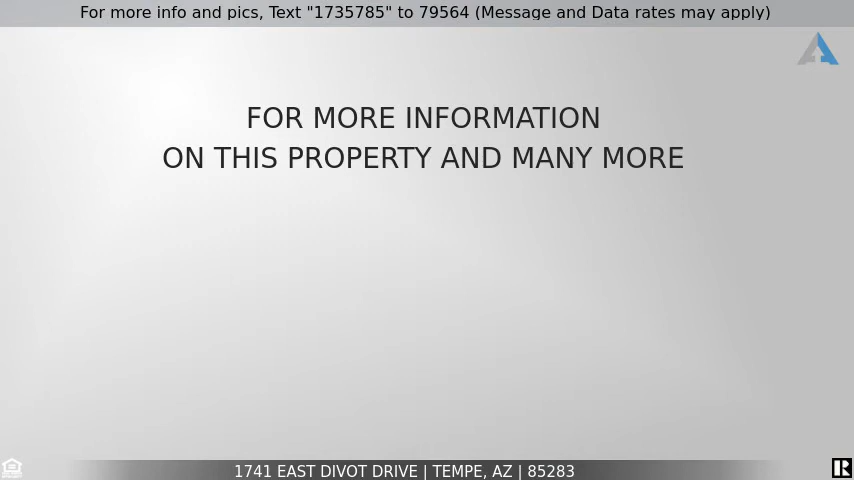 For more info and pics, Text "1735785" to 79564 (Message and Data rates may apply)
FOR MORE INFORMATION
ON THIS PROPERTY AND MANY MORE
1741 EAST DIVOT DRIVE | TEMPE, AZ | 85283